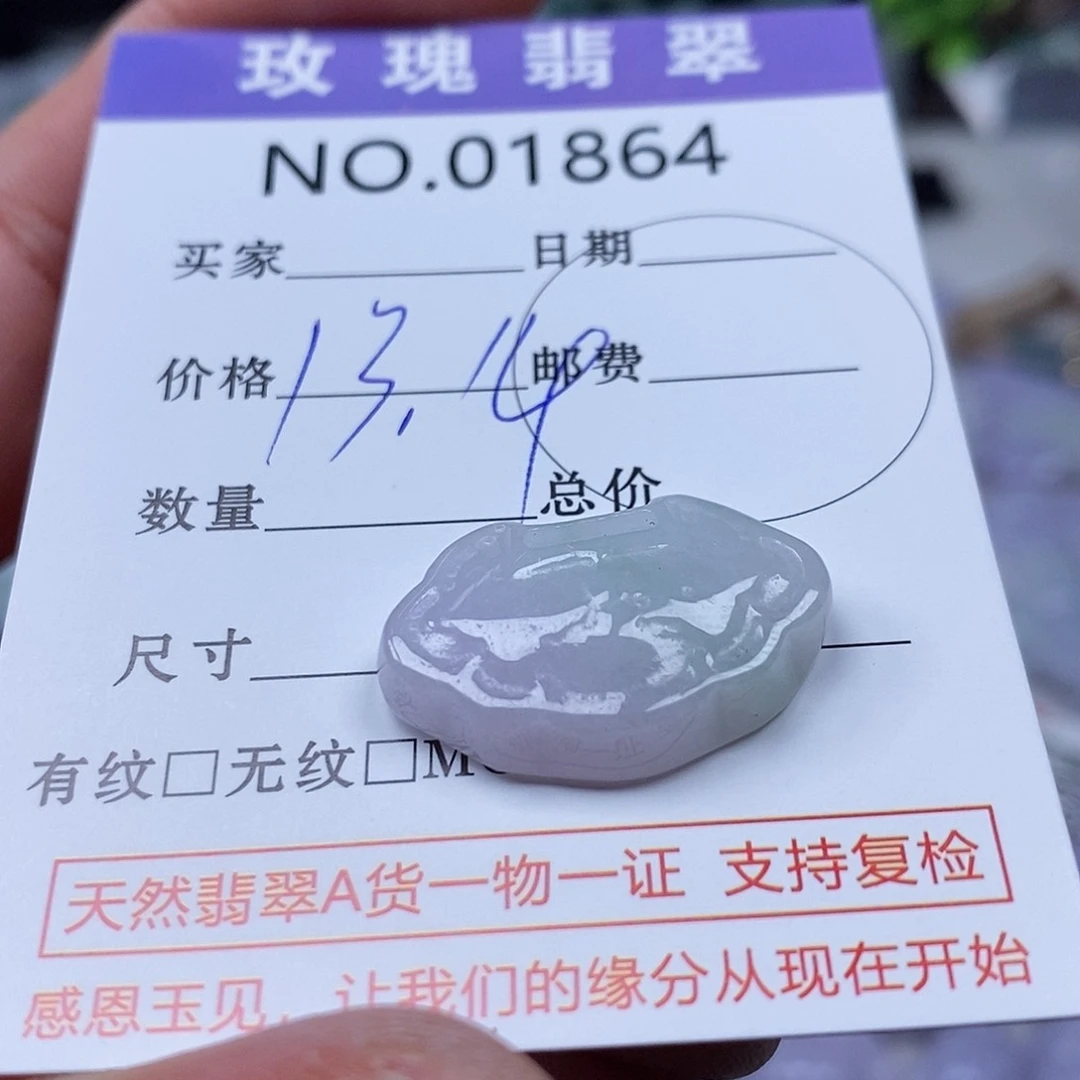 玫瑰翡翠
NO.01864
买家 日期
价格 13.14 邮费
数量 总价
尺寸
有纹□无纹□M
天然翡翠A货一物一证 支持复检
感恩玉见，让我们的缘分从现在开始